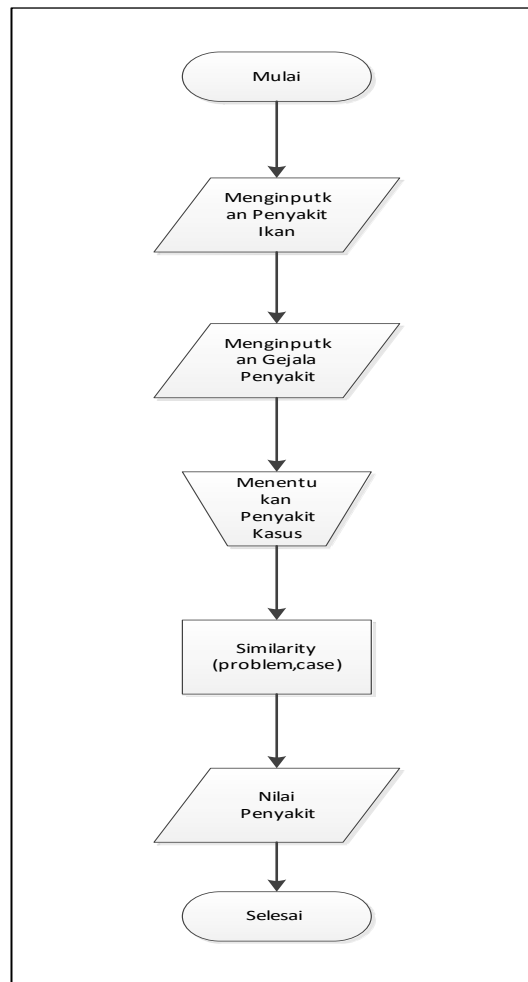 Mulai
Menginputk
an Penyakit
Ikan
Menginputk
an Gejala
Penyakit
Menentu
kan
Penyakit
Kasus
Similarity
(problem,case)
Nilai
Penyakit
Selesai